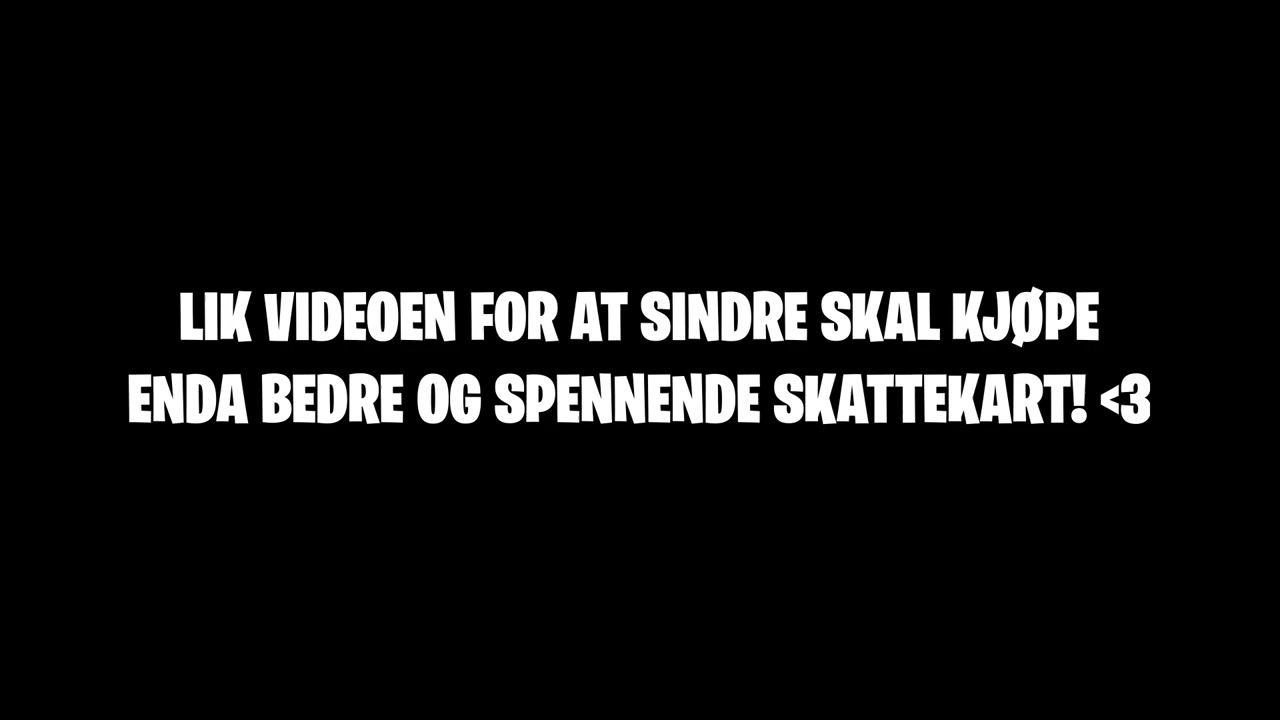 LIK VIDEOEN FOR AT SINDRE SKAL KJØPE
ENDA BEDRE OG SPENNENDE SKATTEKART! <3